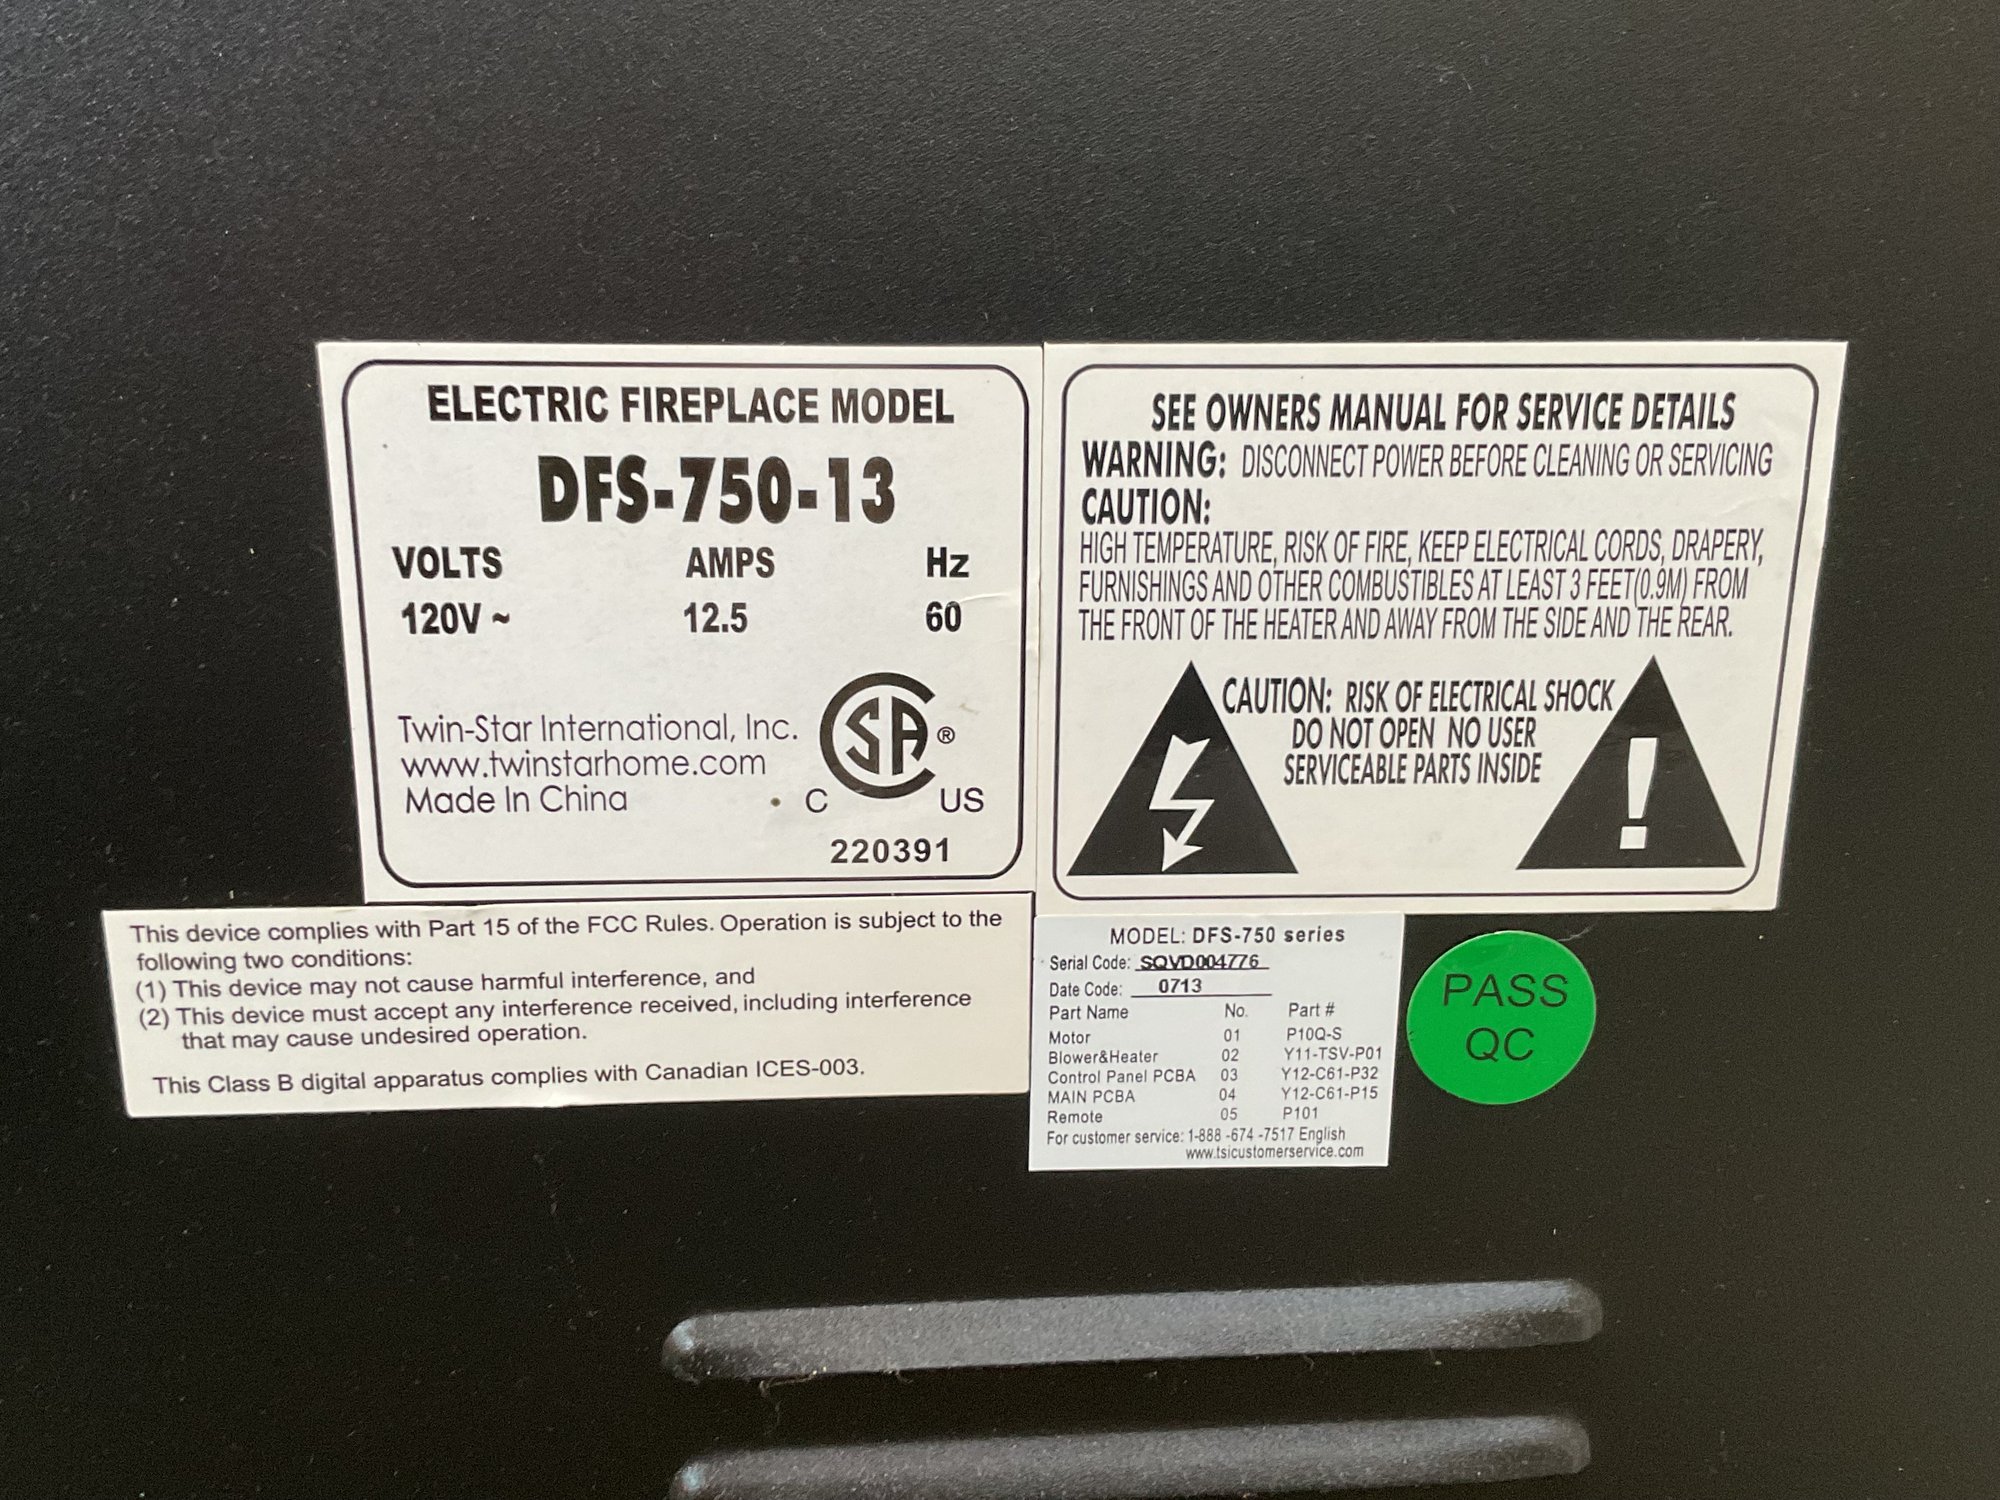 ELECTRIC FIREPLACE MODEL
DFS-750-13
VOLTS AMPS Hz
120V ~ 12.5 60
Twin-Star International, Inc.
www.twinstarhome.com
Made In China
CSA ®
C US
220391
SEE OWNERS MANUAL FOR SERVICE DETAILS
WARNING: DISCONNECT POWER BEFORE CLEANING OR SERVICING
CAUTION:
HIGH TEMPERATURE, RISK OF FIRE, KEEP ELECTRICAL CORDS, DRAPERY,
FURNISHINGS AND OTHER COMBUSTIBLES AT LEAST 3 FEET(0.9M) FROM
THE FRONT OF THE HEATER AND AWAY FROM THE SIDE AND THE REAR.
CAUTION: RISK OF ELECTRICAL SHOCK
DO NOT OPEN NO USER
SERVICEABLE PARTS INSIDE
!
This device complies with Part 15 of the FCC Rules. Operation is subject to the
following two conditions:
(1) This device may not cause harmful interference, and
(2) This device must accept any interference received, including interference
that may cause undesired operation.
This Class B digital apparatus complies with Canadian ICES-003.
MODEL: DFS-750 series
Serial Code: SQVD004776
Date Code: 0713
Part Name No. Part #
Motor 01 P10Q-S
Blower&Heater 02 Y11-TSV-P01
Control Panel PCBA 03 Y12-C61-P32
MAIN PCBA 04 Y12-C61-P15
Remote 05 P101
For customer service: 1-888 -674 -7517 English
www.tsicustomerservice.com
PASS
QC